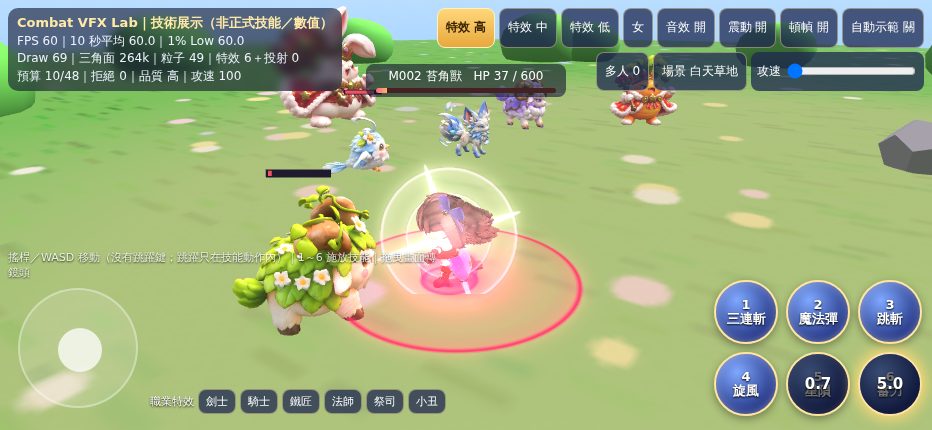 Combat VFX Lab｜技術展示（非正式技能／數值）
FPS 60｜10 秒平均 60.0｜1% Low 60.0
Draw 69｜三角面 264k｜粒子 49｜特效 6＋投射 0
預算 10/48｜拒絕 0｜品質 高｜攻速 100
特效 高
特效 中
特效 低
女
音效 開
震動 開
頓幀 開
自動示範 關
多人 0
場景 白天草地
攻速
M002 苔角獸 HP 37 / 600
搖桿／WASD 移動（沒有跳躍鍵；跳躍只在技能動作內）｜1～6 施放技能｜拖曳畫面轉
鏡頭
1
三連斬
2
魔法彈
3
跳斬
4
旋風
0.7
5.0
職業特效
劍士
騎士
鐵匠
法師
祭司
小丑